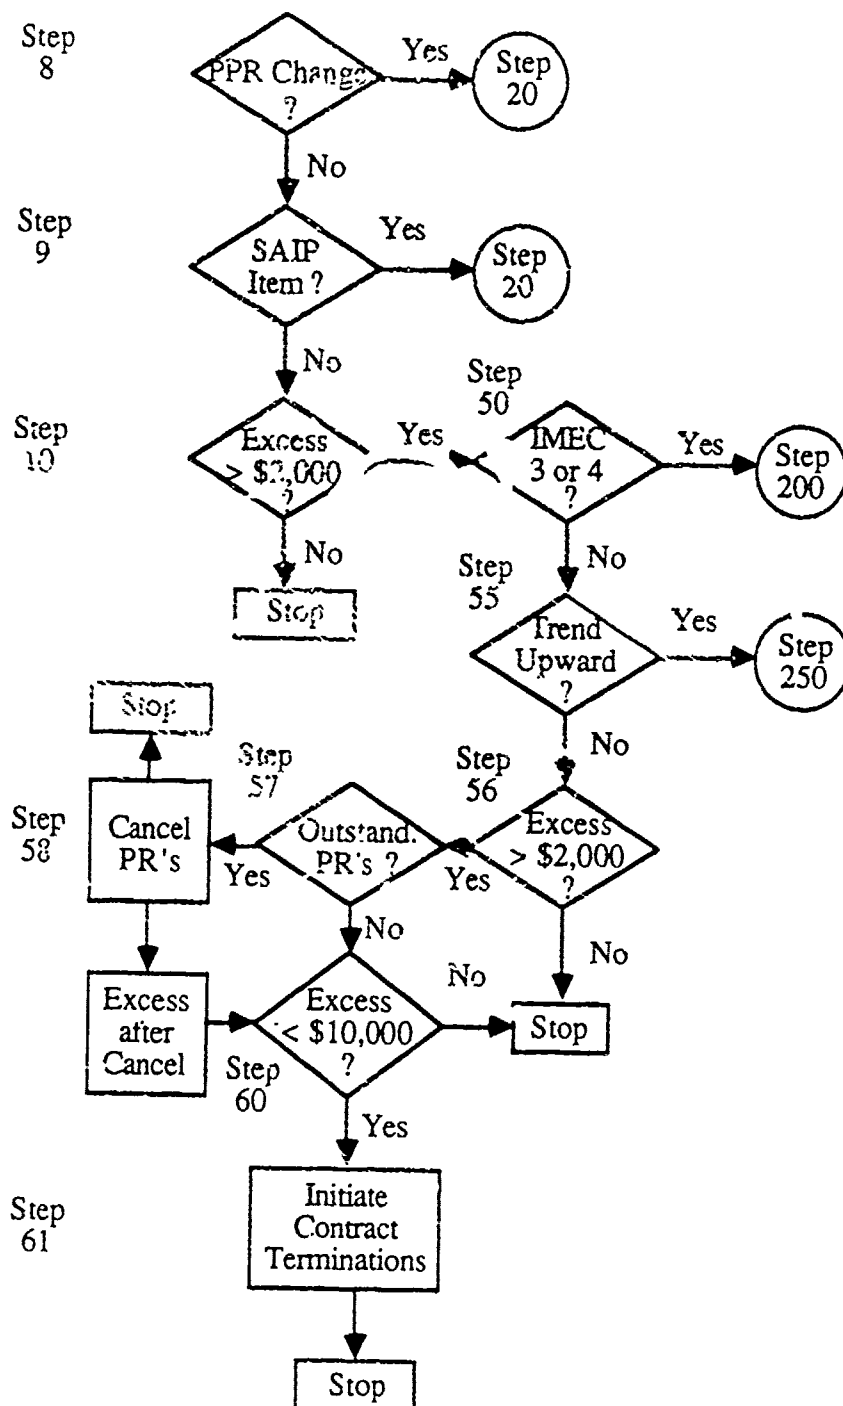 Step
8
PPR Change
?
Yes
Step
20
No
Step
9
SAIP
Item ?
Yes
Step
20
No
Step
10
Excess
> $2,000
?
Yes
Step
50
IMEC
3 or 4
?
Yes
Step
200
No
Stop
No
Step
55
Trend
Upward
?
Yes
Step
250
No
Stop
Step
58
Cancel
PR's
Yes
Step
57
Outstand.
PR's ?
Yes
Step
56
Excess
> $2,000
?
No
No
Excess
after
Cancel
Excess
< $10,000
?
No
Stop
Step
60
Yes
Step
61
Initiate
Contract
Terminations
Stop